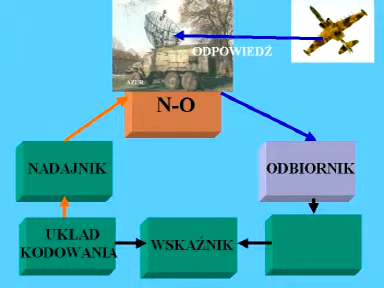 ODPOWIEDŹ
AZUR
N-O
NADAJNIK
ODBIORNIK
UKŁAD
KODOWANIA
WSKAŹNIK